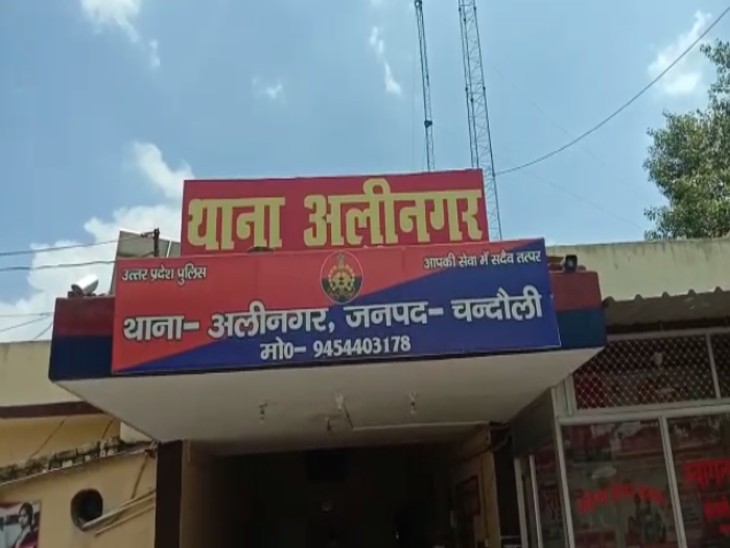 थाना अलीनगर
उत्तर प्रदेश पुलिस
आपकी सेवा में सदैव तत्पर
थाना- अलीनगर, जनपद- चन्दौली
मो0- 9454403178